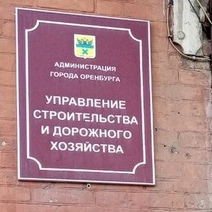 АДМИНИСТРАЦИЯ
ГОРОДА ОРЕНБУРГА
УПРАВЛЕНИЕ
СТРОИТЕЛЬСТВА
И ДОРОЖНОГО
ХОЗЯЙСТВА